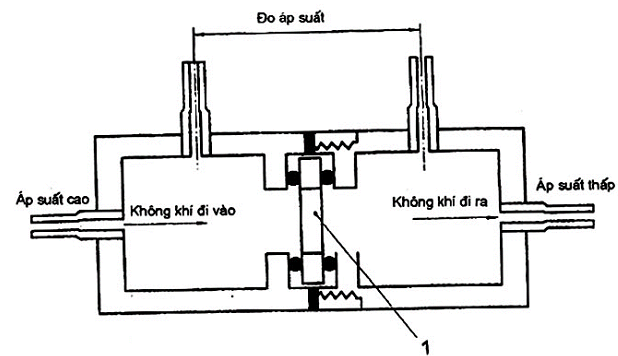 Đo áp suất
Áp suất cao
Không khí đi vào
Không khí đi ra
Áp suất thấp
1